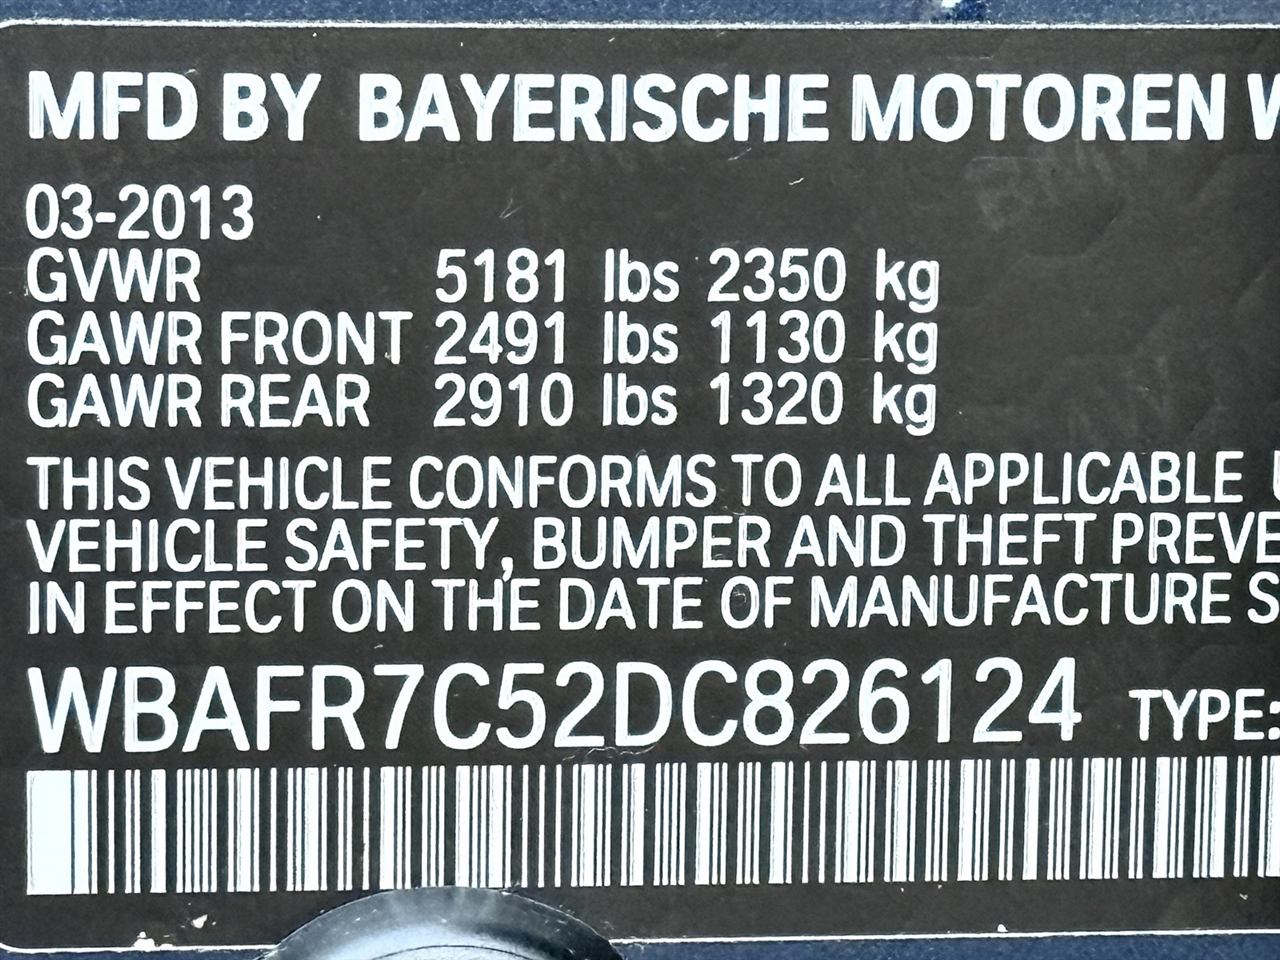 MFD BY BAYERISCHE MOTOREN
03-2013
GVWR 5181 lbs 2350 kg
GAWR FRONT 2491 lbs 1130 kg
GAWR REAR 2910 lbs 1320 kg
THIS VEHICLE CONFORMS TO ALL APPLICABLE
VEHICLE SAFETY, BUMPER AND THEFT PREVE
IN EFFECT ON THE DATE OF MANUFACTURE S
WBAFR7C52DC826124 TYPE: